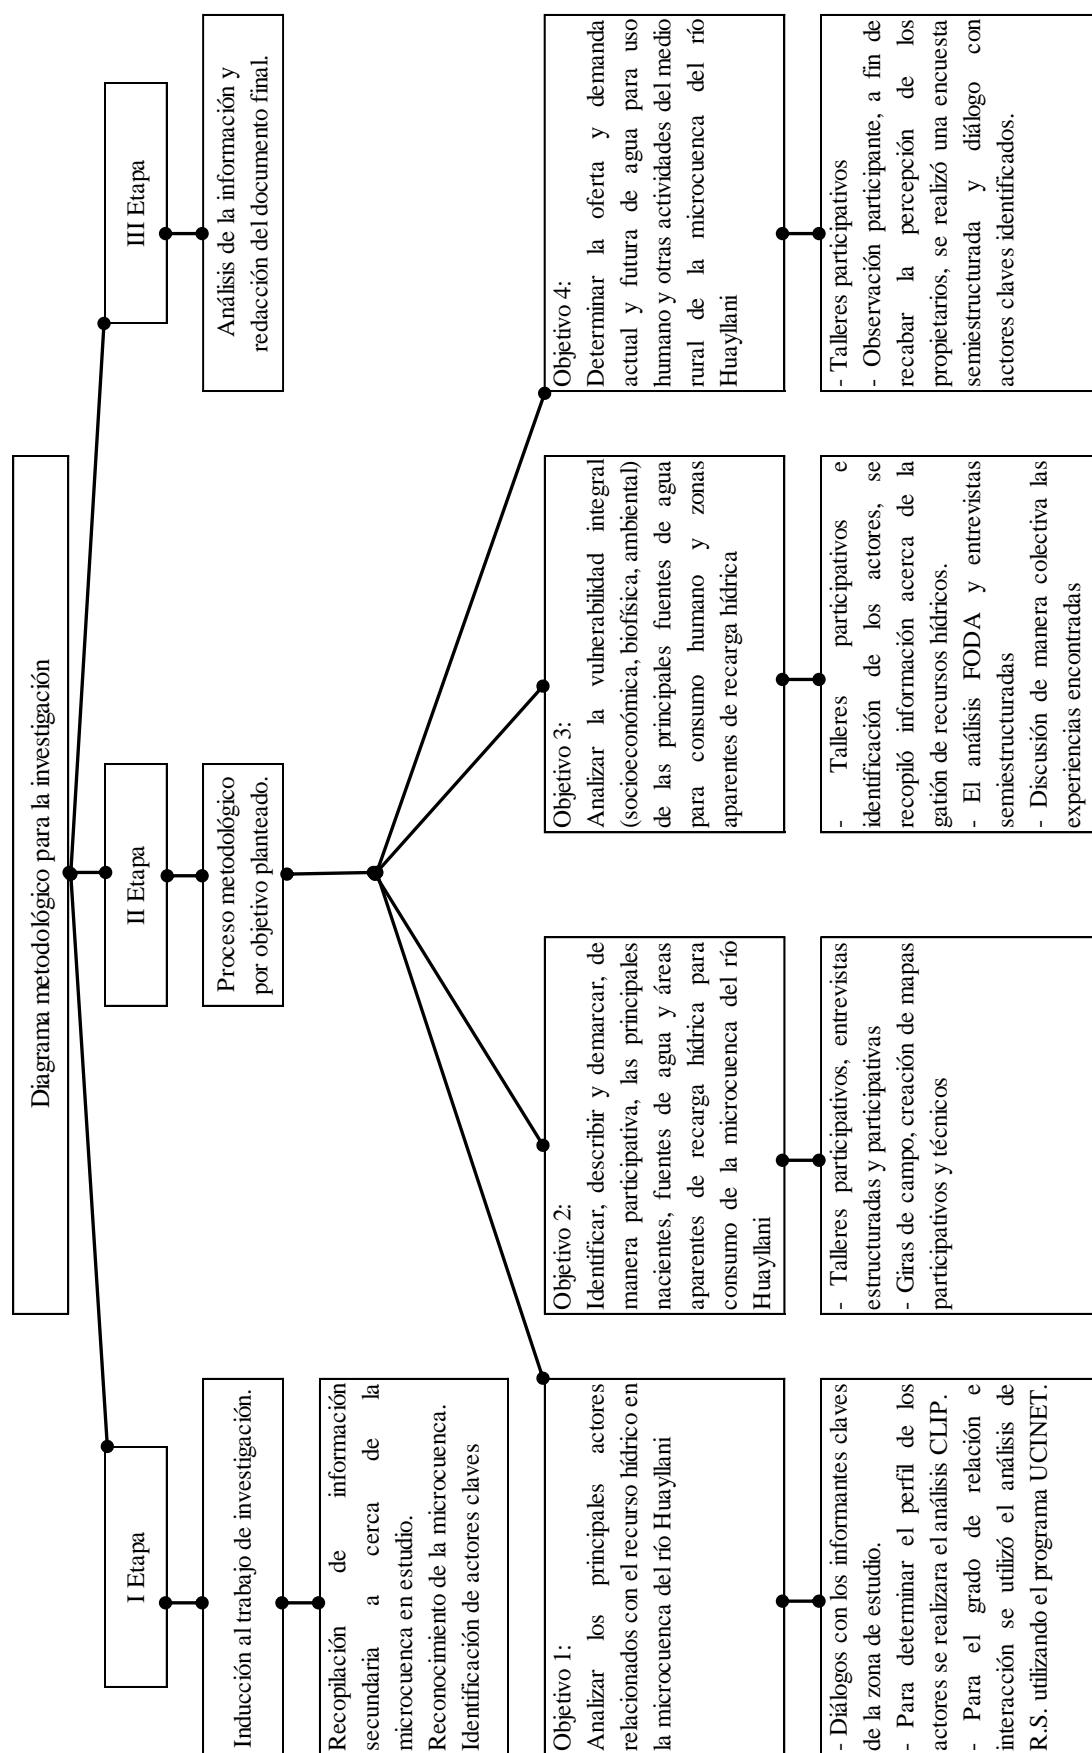 Diagrama metodológico para la investigación
I Etapa
Inducción al trabajo de investigación.
Recopilación de información
secundaria a cerca de la
microcuenca en estudio.
Reconocimiento de la microcuenca.
Identificación de actores claves
II Etapa
Proceso metodológico
por objetivo planteado.
III Etapa
Análisis de la información y
redacción del documento final.
Objetivo 1:
Analizar los principales actores
relacionados con el recurso hídrico en
la microcuenca del río Huayllani
- Diálogos con los informantes claves
de la zona de estudio.
- Para determinar el perfil de los
actores se realizara el análisis CLIP.
- Para el grado de relación e
interacción se utilizó el análisis de
R.S. utilizando el programa UCINET.
Objetivo 2:
Identificar, describir y demarcar, de
manera participativa, las principales
nacientes, fuentes de agua y áreas
aparentes de recarga hídrica para
consumo de la microcuenca del río
Huayllani
- Talleres participativos, entrevistas
estructuradas y participativas
- Giras de campo, creación de mapas
participativos y técnicos
Objetivo 3:
Analizar la vulnerabilidad integral
(socioeconómica, biofísica, ambiental)
de las principales fuentes de agua
para consumo humano y zonas
aparentes de recarga hídrica
- Talleres participativos e
identificación de los actores, se
recopiló información acerca de la
gatión de recursos hídricos.
- El análisis FODA y entrevistas
semiestructuradas
- Discusión de manera colectiva las
experiencias encontradas
Objetivo 4:
Determinar la oferta y demanda
actual y futura de agua para uso
humano y otras actividades del medio
rural de la microcuenca del río
Huayllani
- Talleres participativos
- Observación participante, a fin de
recabar la percepción de los
propietarios, se realizó una encuesta
semiestructurada y diálogo con
actores claves identificados.